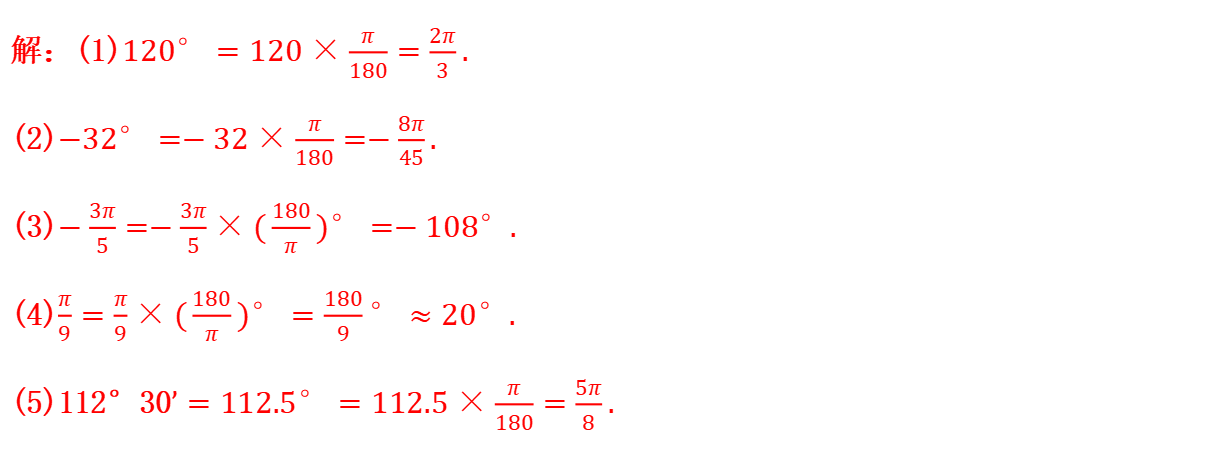 解：(1)120° = 120 × π/180 = 2π/3.
(2)−32° =− 32 × π/180 =− 8π/45.
(3)− 3π/5 =− 3π/5 × (180/π)° =− 108° .
(4)π/9 = π/9 × (180/π)° = 180/9 ° ≈ 20° .
(5)112° 30′ = 112.5° = 112.5 × π/180 = 5π/8.